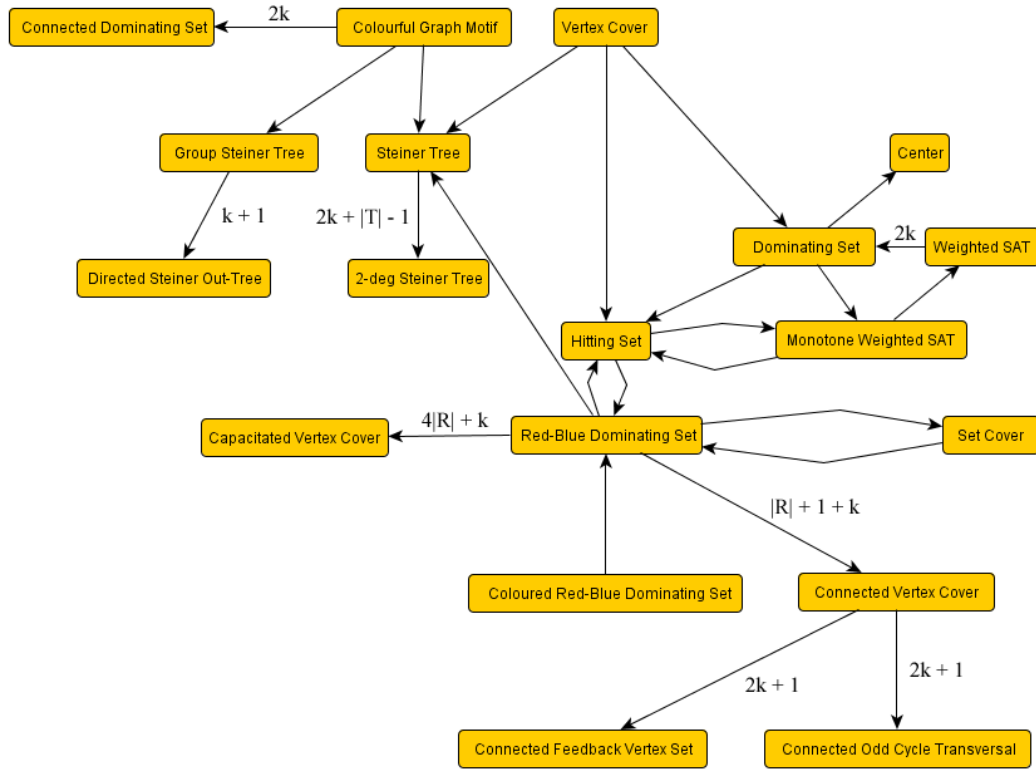 Connected Dominating Set
2k
Colourful Graph Motif
Vertex Cover
Group Steiner Tree
Steiner Tree
Center
k + 1
2k + |T| - 1
Dominating Set
2k
Weighted SAT
Directed Steiner Out-Tree
2-deg Steiner Tree
Hitting Set
Monotone Weighted SAT
Capacitated Vertex Cover
4|R| + k
Red-Blue Dominating Set
Set Cover
|R| + 1 + k
Coloured Red-Blue Dominating Set
Connected Vertex Cover
2k + 1
2k + 1
Connected Feedback Vertex Set
Connected Odd Cycle Transversal